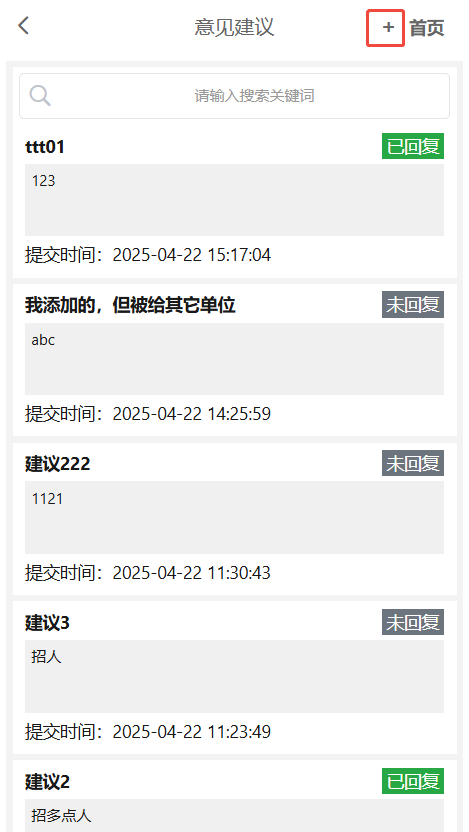 意见建议
+ 首页
请输入搜索关键词
ttt01 已回复
123
提交时间：2025-04-22 15:17:04
我添加的，但被给其它单位 未回复
abc
提交时间：2025-04-22 14:25:59
建议222 未回复
1121
提交时间：2025-04-22 11:30:43
建议3 未回复
招人
提交时间：2025-04-22 11:23:49
建议2 已回复
招多点人